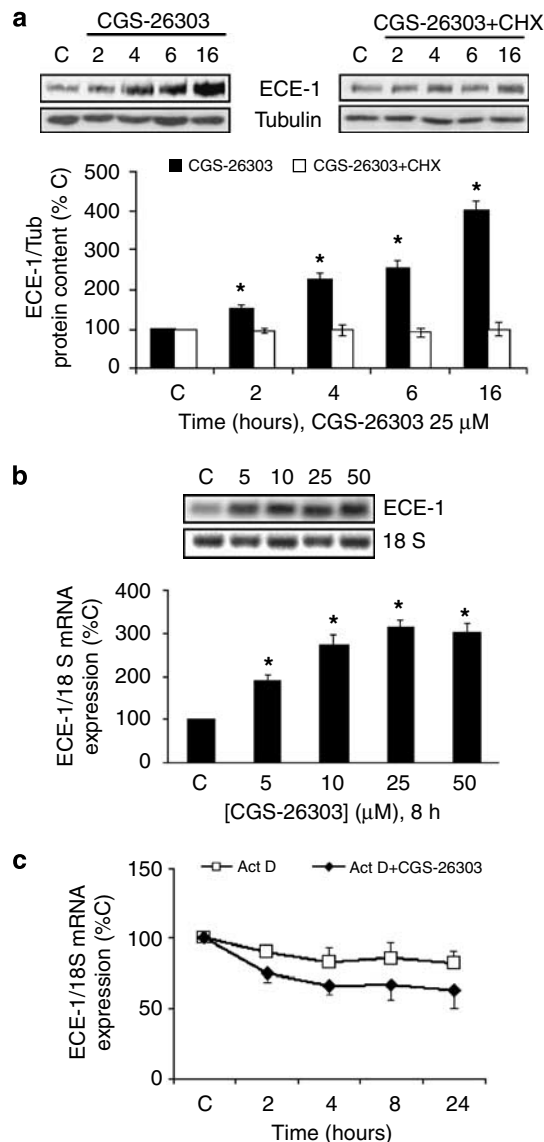 a
CGS-26303 CGS-26303+CHX
C 2 4 6 16 C 2 4 6 16
ECE-1
Tubulin
CGS-26303 CGS-26303+CHX
ECE-1/Tub
protein content (% C)
500
400
300
200
100
0
* * * *
C 2 4 6 16
Time (hours), CGS-26303 25 μM
b
C 5 10 25 50
ECE-1
18 S
ECE-1/18 S mRNA
expression (%C)
400
300
200
100
0
* * * *
C 5 10 25 50
[CGS-26303] (μM), 8 h
c
Act D Act D+CGS-26303
ECE-1/18S mRNA
expression (%C)
150
100
50
0
C 2 4 8 24
Time (hours)